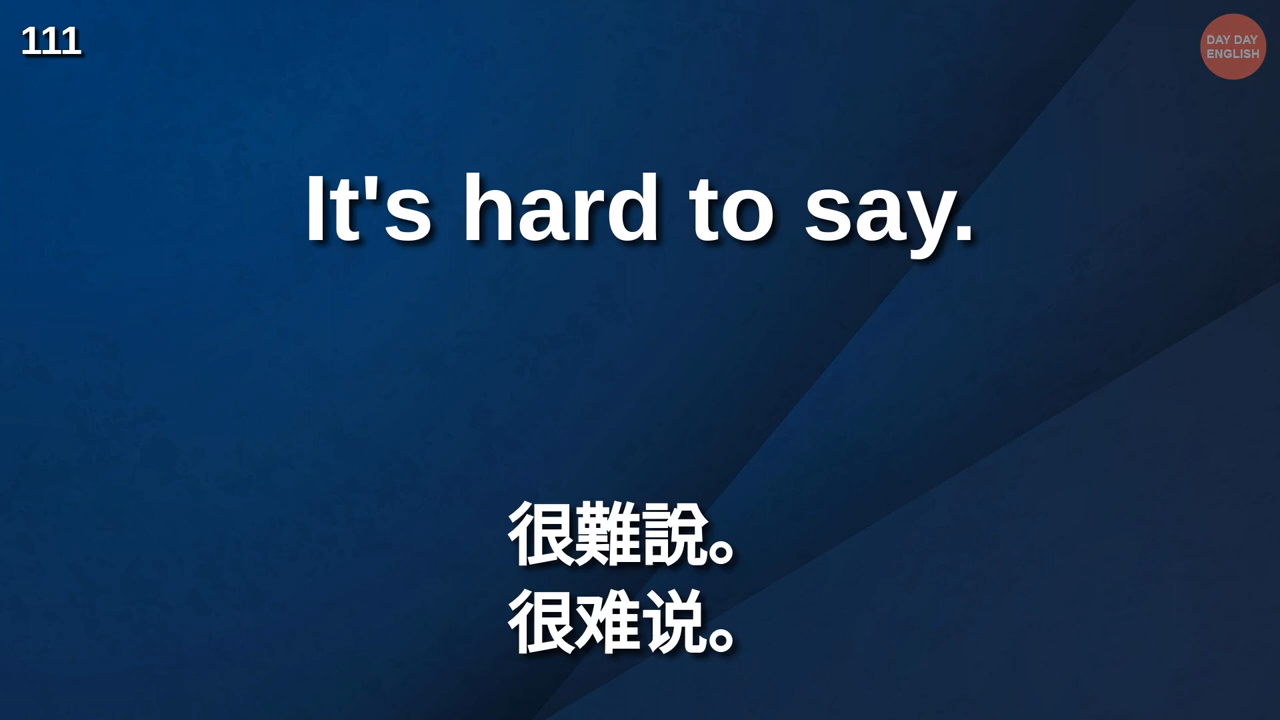 111
DAY DAY
ENGLISH
It's hard to say.
很難說。
很难说。